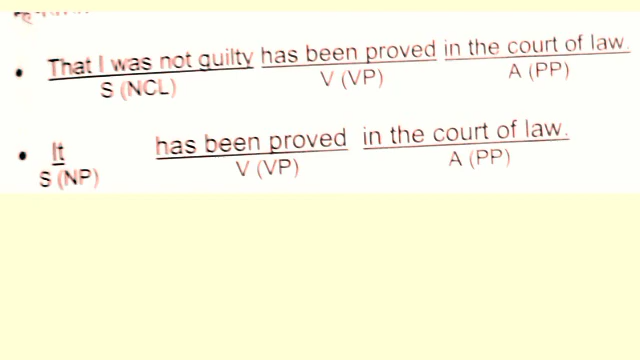 • That I was not guilty has been proved in the court of law.
S (NCL) V (VP) A (PP)
• It has been proved in the court of law.
S (NP) V (VP) A (PP)